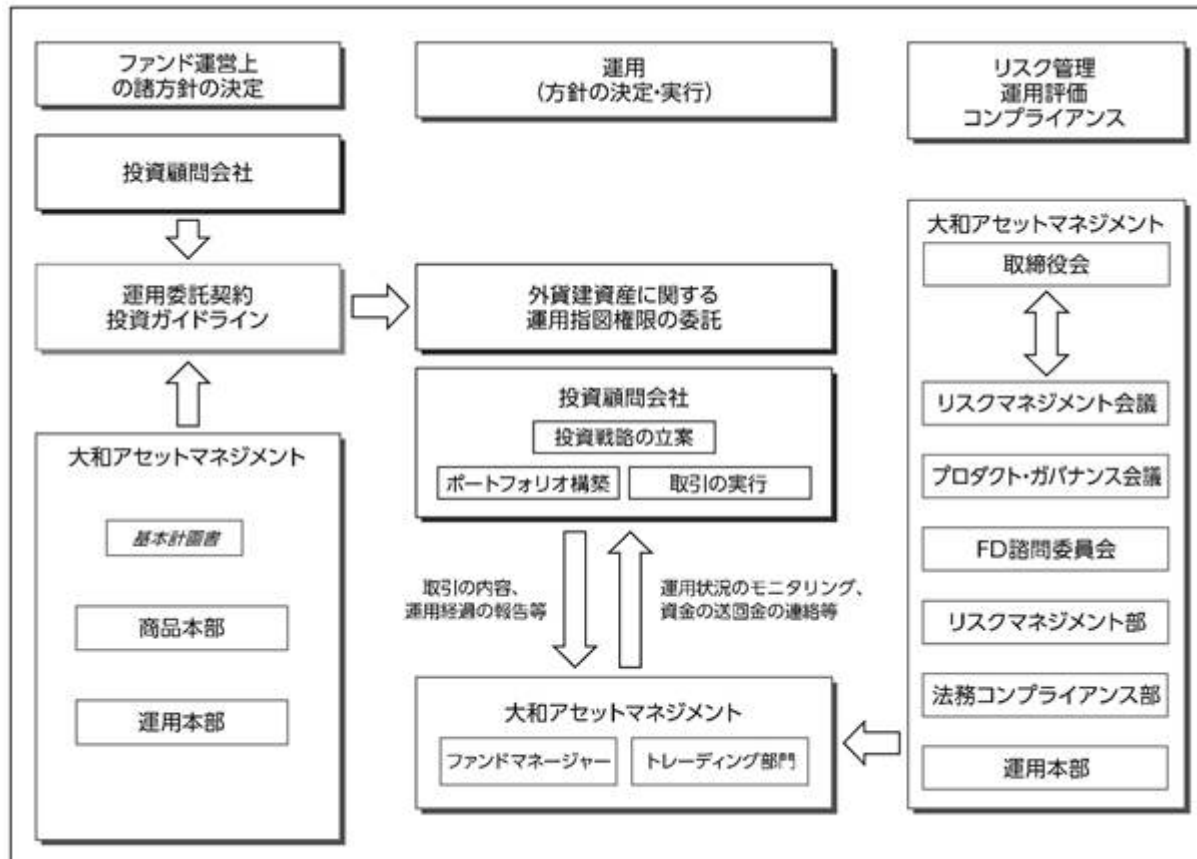 ファンド運営上
の諸方針の決定
運用
(方針の決定・実行)
リスク管理
運用評価
コンプライアンス
投資顧問会社
運用委託契約
投資ガイドライン
大和アセットマネジメント
基本計画書
商品本部
運用本部
外貨建資産に関する
運用指図権限の委託
投資顧問会社
投資戦略の立案
ポートフォリオ構築
取引の実行
取引の内容、
運用経過の報告等
運用状況のモニタリング、
資金の送回金の連絡等
大和アセットマネジメント
ファンドマネージャー
トレーディング部門
大和アセットマネジメント
取締役会
リスクマネジメント会議
プロダクト・ガバナンス会議
FD諮問委員会
リスクマネジメント部
法務コンプライアンス部
運用本部